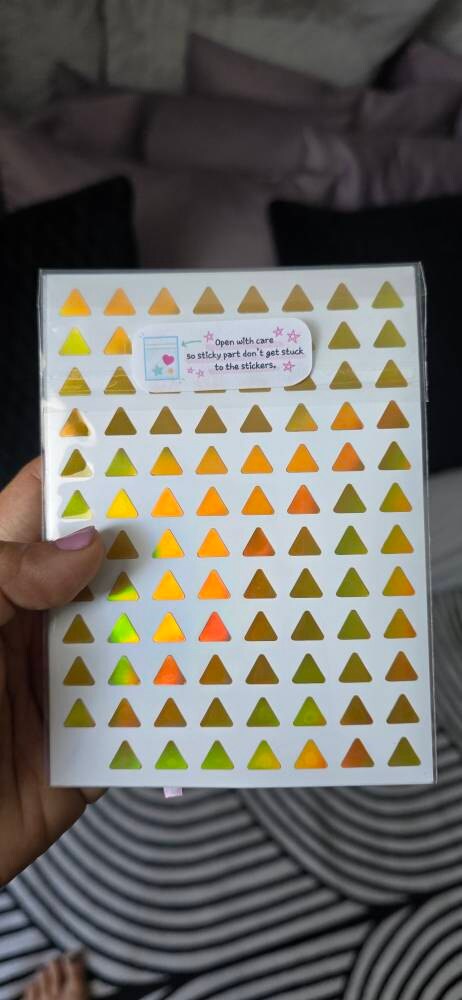 Open with care
so sticky part don't get stuck
to the stickers.